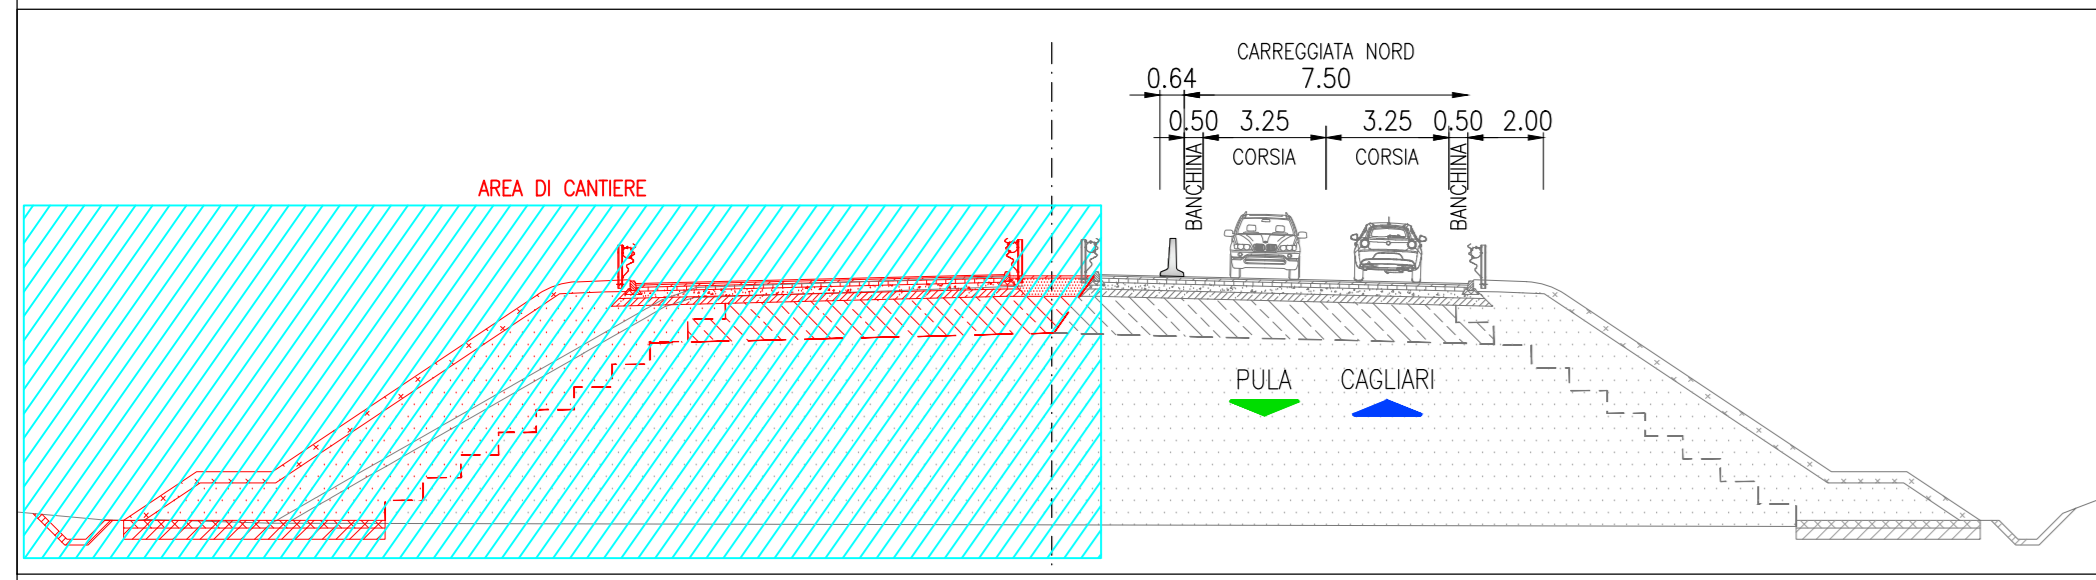 CARREGGIATA NORD
0.64 7.50
0.50 3.25 3.25 0.50 2.00
BANCHINA CORSIA CORSIA BANCHINA
AREA DI CANTIERE
PULA CAGLIARI